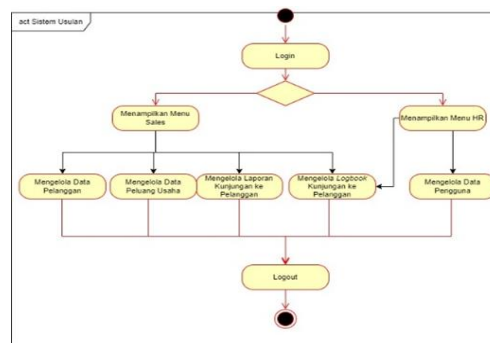 act Sistem Usulan
Login
Menampilkan Menu
Sales
Menampilkan Menu HR
Mengelola Data
Pelanggan
Mengelola Data
Peluang Usaha
Mengelola Laporan
Kunjungan ke
Pelanggan
Mengelola Logbook
Kunjungan ke
Pelanggan
Mengelola Data
Pengguna
Logout